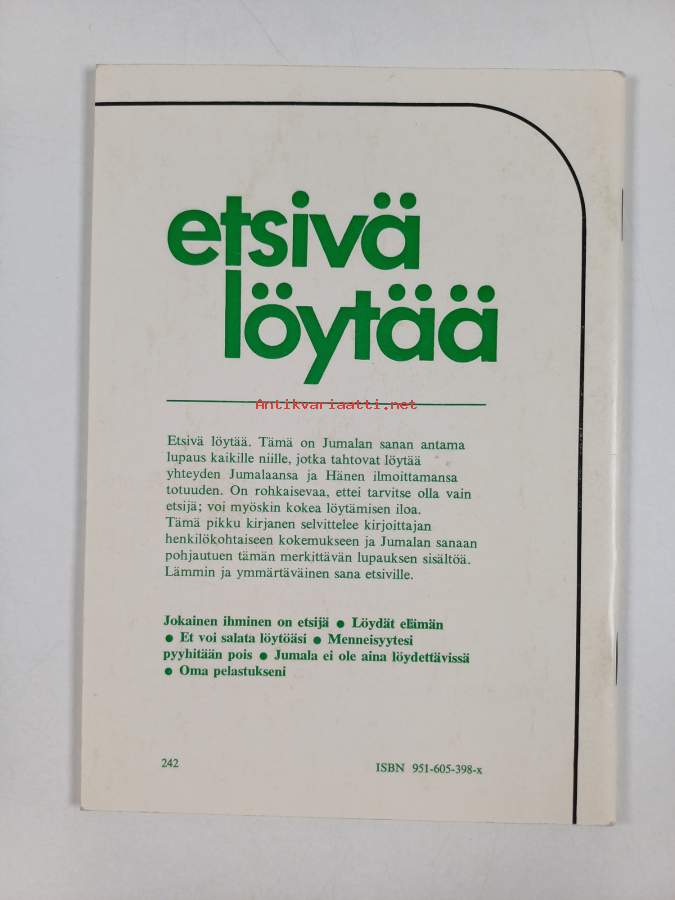 etsivä
löytää
Antikvariaatti.net
Etsivä löytää. Tämä on Jumalan sanan antama
lupaus kaikille niille, jotka tahtovat löytää
yhteyden Jumalaansa ja Hänen ilmoittamansa
totuuden. On rohkaisevaa, ettei tarvitse olla vain
etsijä; voi myöskin kokea löytämisen iloa.
Tämä pikku kirjanen selvittelee kirjoittajan
henkilökohtaiseen kokemukseen ja Jumalan sanaan
pohjautuen tämän merkittävän lupauksen sisältöä.
Lämmin ja ymmärtäväinen sana etsiville.
Jokainen ihminen on etsijä ● Löydät elämän
● Et voi salata löytöäsi ● Menneisyytesi
pyyhitään pois ● Jumala ei ole aina löydettävissä
● Oma pelastukseni
242 ISBN 951-605-398-x